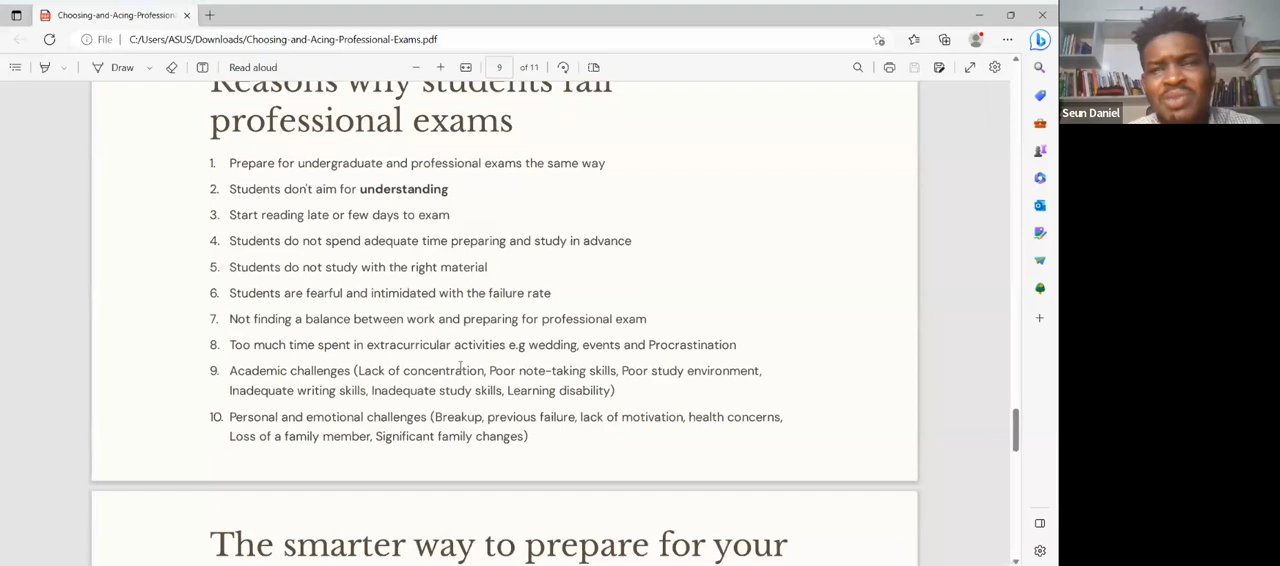 Choosing-and-Acing-Profession
File
C:/Users/ASUS/Downloads/Choosing-and-Acing-Professional-Exams.pdf
Draw
Read aloud
9
of 11
Seun Daniel
Reasons why students fail
professional exams
1. Prepare for undergraduate and professional exams the same way
2. Students don't aim for understanding
3. Start reading late or few days to exam
4. Students do not spend adequate time preparing and study in advance
5. Students do not study with the right material
6. Students are fearful and intimidated with the failure rate
7. Not finding a balance between work and preparing for professional exam
8. Too much time spent in extracurricular activities e.g wedding, events and Procrastination
9. Academic challenges (Lack of concentration, Poor note-taking skills, Poor study environment,
Inadequate writing skills, Inadequate study skills, Learning disability)
10. Personal and emotional challenges (Breakup, previous failure, lack of motivation, health concerns,
Loss of a family member, Significant family changes)
The smarter way to prepare for your